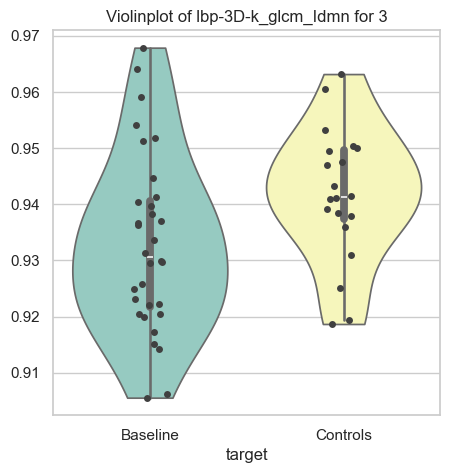 Violinplot of lbp-3D-k_glcm_ldmn for 3
0.97
0.96
0.95
0.94
0.93
0.92
0.91
Baseline
Controls
target